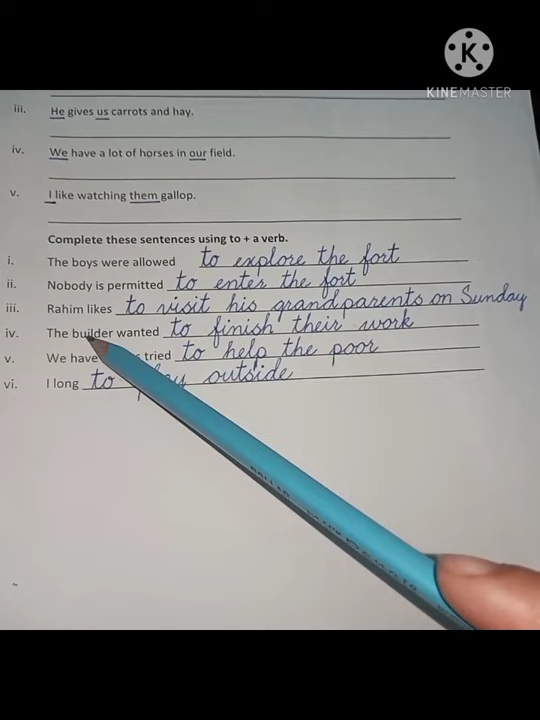 K
KINEMASTER
iii. He gives us carrots and hay.
iv. We have a lot of horses in our field.
v. I like watching them gallop.
Complete these sentences using to + a verb.
i. The boys were allowed to explore the fort
ii. Nobody is permitted to enter the fort
iii. Rahim likes to visit his grandparents on Sunday
iv. The builder wanted to finish their work
v. We have tried to help the poor
vi. I long to outside